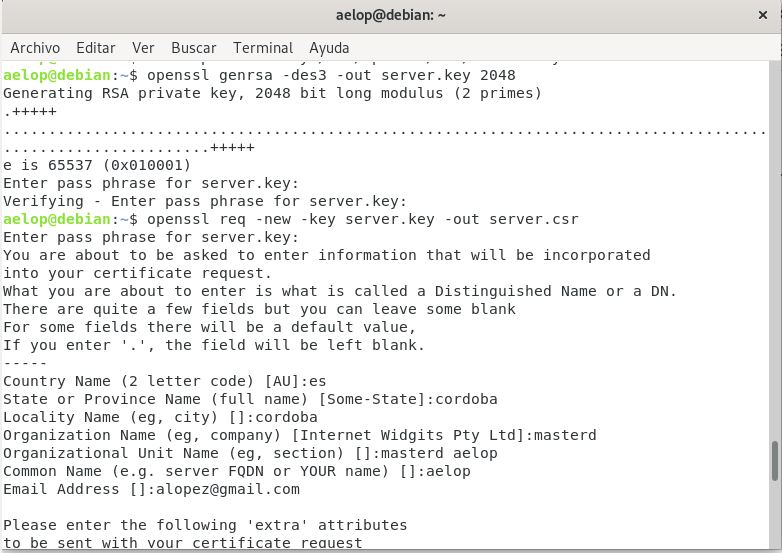 aelop@debian: ~
Archivo Editar Ver Buscar Terminal Ayuda
aelop@debian:~$ openssl genrsa -des3 -out server.key 2048
Generating RSA private key, 2048 bit long modulus (2 primes)
.+++++
.....................................................................................
.......................+++++
e is 65537 (0x010001)
Enter pass phrase for server.key:
Verifying - Enter pass phrase for server.key:
aelop@debian:~$ openssl req -new -key server.key -out server.csr
Enter pass phrase for server.key:
You are about to be asked to enter information that will be incorporated
into your certificate request.
What you are about to enter is what is called a Distinguished Name or a DN.
There are quite a few fields but you can leave some blank
For some fields there will be a default value,
If you enter '.', the field will be left blank.
-----
Country Name (2 letter code) [AU]:es
State or Province Name (full name) [Some-State]:cordoba
Locality Name (eg, city) []:cordoba
Organization Name (eg, company) [Internet Widgits Pty Ltd]:masterd
Organizational Unit Name (eg, section) []:masterd aelop
Common Name (e.g. server FQDN or YOUR name) []:aelop
Email Address []:alopez@gmail.com
Please enter the following 'extra' attributes
to be sent with your certificate request